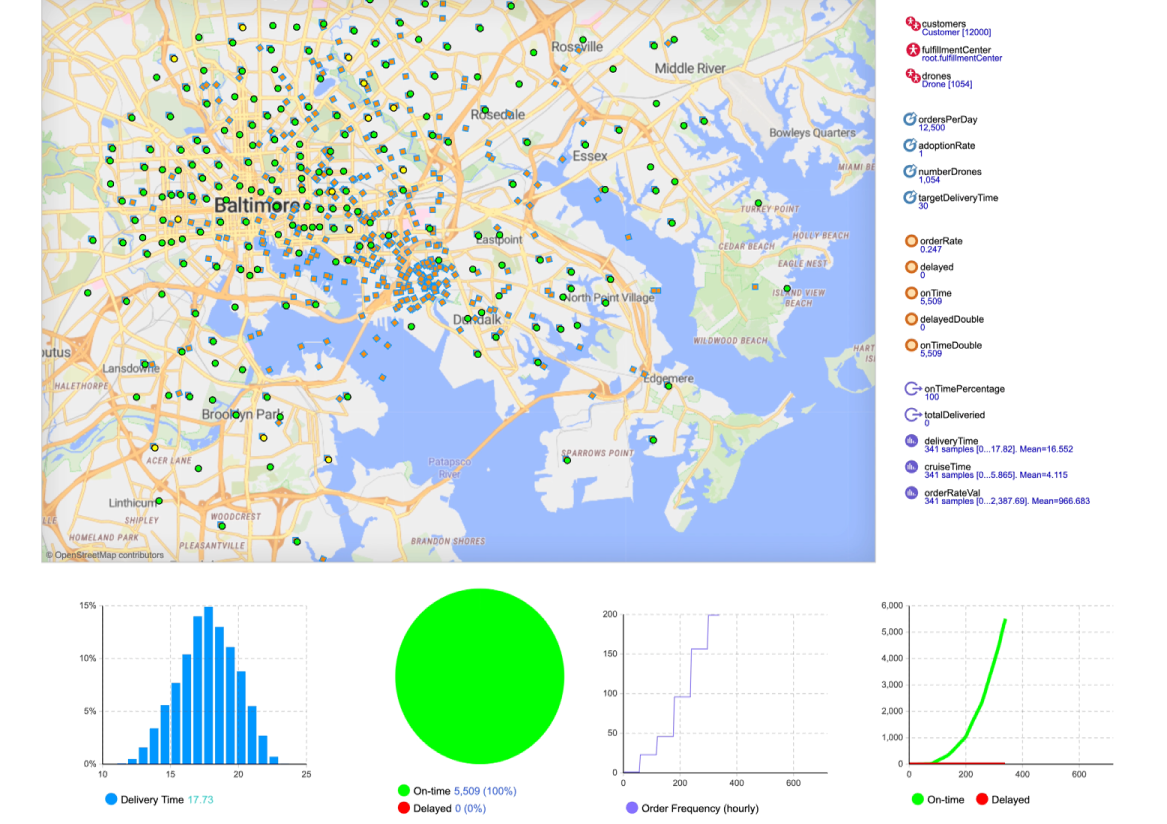 Rossville
Middle River
Rosedale
Bowleys Quarters
Essex
MIAMI BE
Baltimore
TURKEY POINT
Eastpoint
HOLLY BEACH
CEDAR BEACH
EAGLE NEST
North Point Village
ISLAND VIEW
BEACH
Dundalk
WILDWOOD BEACH
butus
HART
ISL
Lansdowne
HALETHORPE
Edgemere
Brooklyn Park
SPARROWS POINT
ACER LANE
Patapsco
River
Linthicum
LLE
SHIPLEY
WOODCREST
HOMELAND PARK
PLEASANTVILLE
BRANDON SHORES
© OpenStreetMap contributors
customers
Customer [12000]
fulfillmentCenter
root.fulfillmentCenter
drones
Drone [1054]
ordersPerDay
12,500
adoptionRate
1
numberDrones
1,054
targetDeliveryTime
30
orderRate
0.247
delayed
0
onTime
5,509
delayedDouble
0
onTimeDouble
5,509
onTimePercentage
100
totalDeliveried
0
deliveryTime
341 samples [0...17.82]. Mean=16.552
cruiseTime
341 samples [0...5.865]. Mean=4.115
orderRateVal
341 samples [0...2,387.69]. Mean=966.683
15%
10%
5%
0%
10 15 20 25
Delivery Time 17.73
On-time 5,509 (100%)
Delayed 0 (0%)
200
150
100
50
0
0 200 400 600
Order Frequency (hourly)
6,000
5,000
4,000
3,000
2,000
1,000
0
0 200 400 600
On-time Delayed